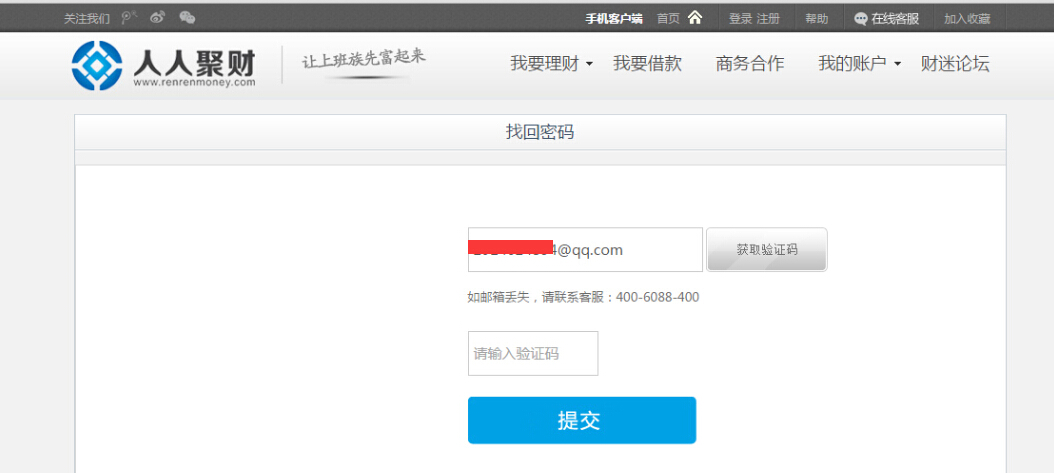 关注我们 手机客户端 首页 登录 注册 帮助 在线客服 加入收藏
人人聚财 让上班族先富起来 我要理财 我要借款 商务合作 我的账户 财迷论坛
www.renrenmoney.com
找回密码
4@qq.com 获取验证码
如邮箱丢失，请联系客服：400-6088-400
请输入验证码
提交